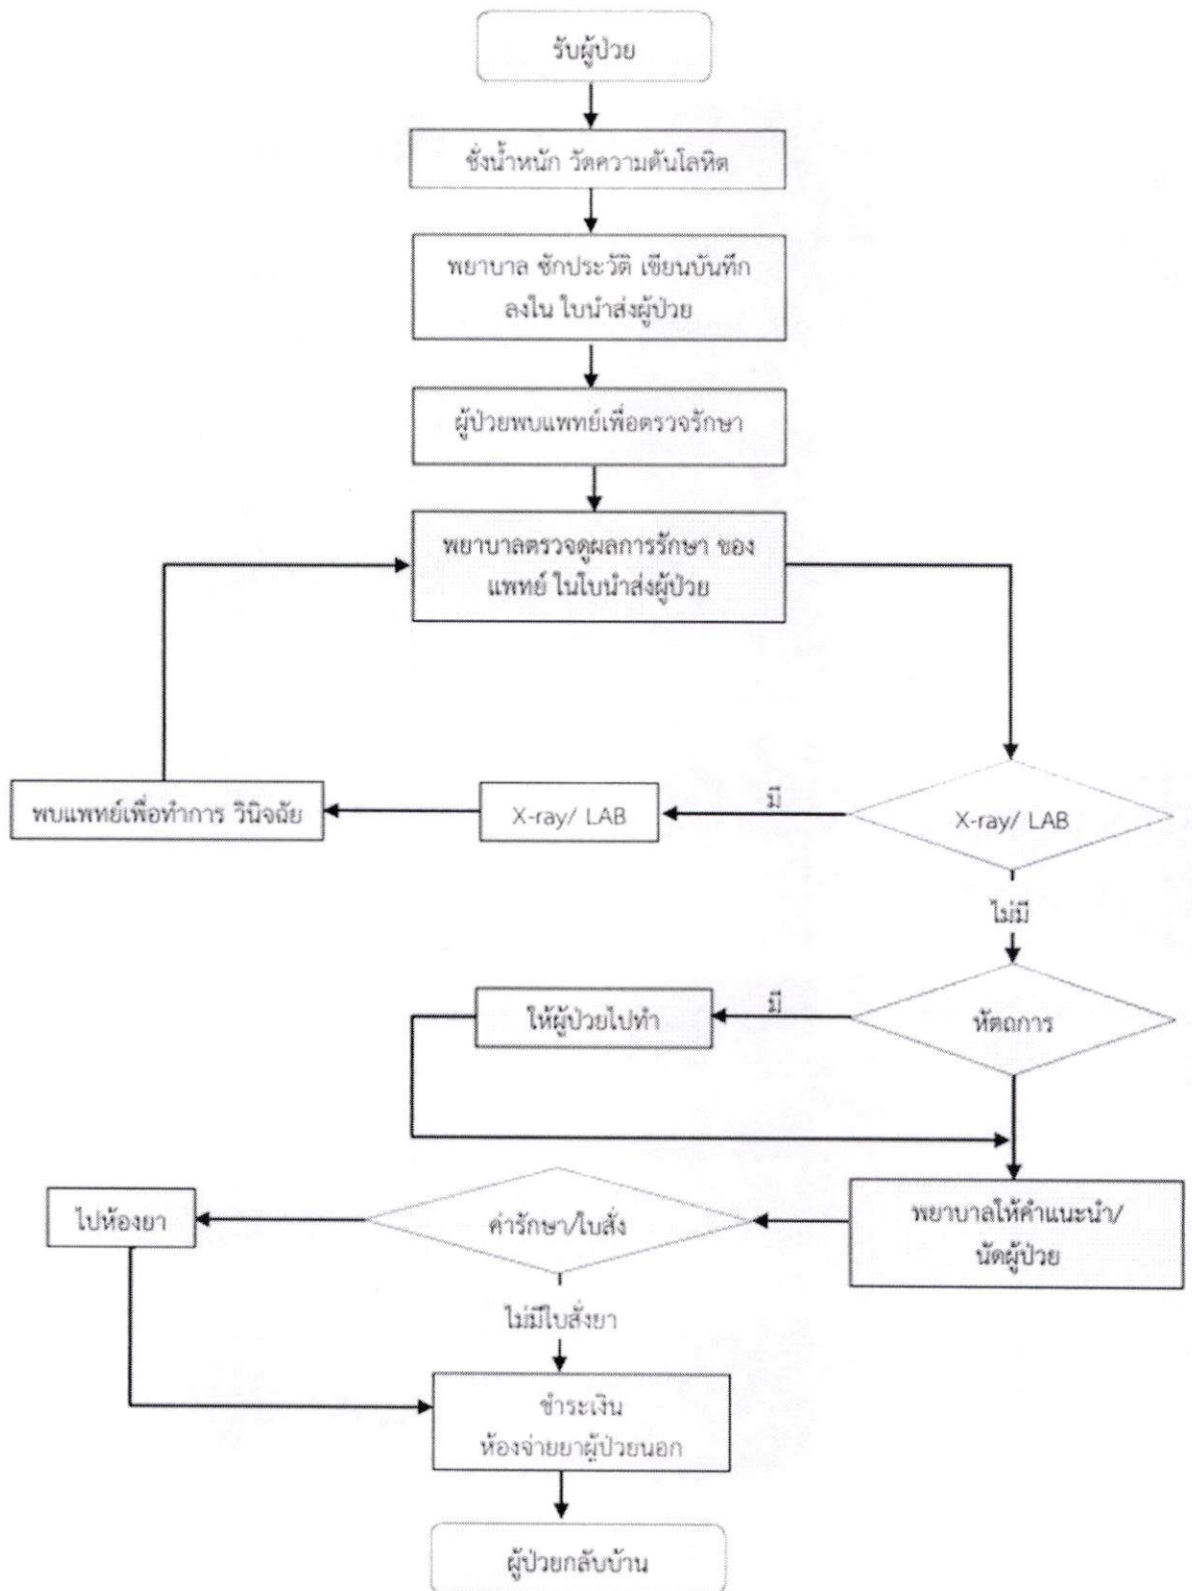 รับผู้ป่วย
ชั่งน้ำหนัก วัดความดันโลหิต
พยาบาล ซักประวัติ เขียนบันทึก
ลงใน ใบนำส่งผู้ป่วย
ผู้ป่วยพบแพทย์เพื่อตรวจรักษา
พยาบาลตรวจดูผลการรักษา ของ
แพทย์ ในใบนำส่งผู้ป่วย
พบแพทย์เพื่อทำการ วินิจฉัย
X-ray/ LAB
มี
X-ray/ LAB
ไม่มี
ให้ผู้ป่วยไปทำ
มี
หัตถการ
ไปห้องยา
ค่ารักษา/ใบสั่ง
พยาบาลให้คำแนะนำ/
นัดผู้ป่วย
ไม่มีใบสั่งยา
ชำระเงิน
ห้องจ่ายยาผู้ป่วยนอก
ผู้ป่วยกลับบ้าน